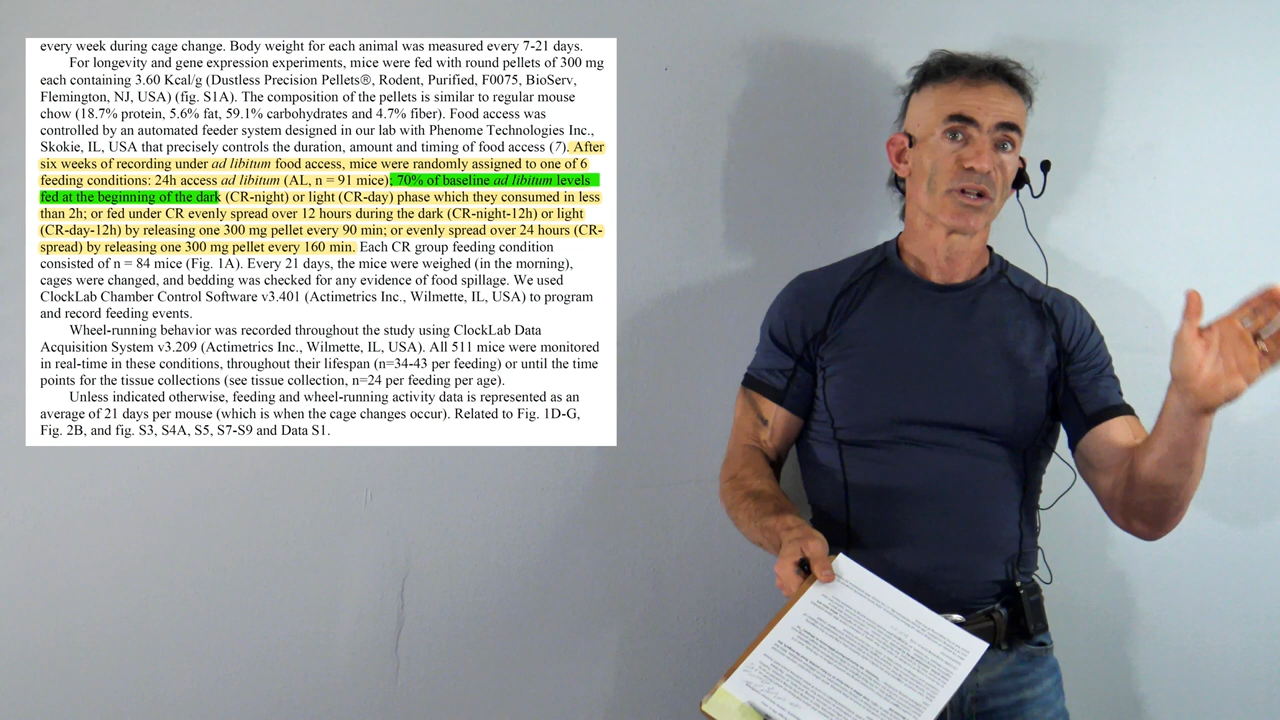 every week during cage change. Body weight for each animal was measured every 7-21 days.
For longevity and gene expression experiments, mice were fed with round pellets of 300 mg
each containing 3.60 Kcal/g (Dustless Precision Pellets®, Rodent, Purified, F0075, BioServ,
Flemington, NJ, USA) (fig. S1A). The composition of the pellets is similar to regular mouse
chow (18.7% protein, 5.6% fat, 59.1% carbohydrates and 4.7% fiber). Food access was
controlled by an automated feeder system designed in our lab with Phenome Technologies Inc.,
Skokie, IL, USA that precisely controls the duration, amount and timing of food access (7). After
six weeks of recording under ad libitum food access, mice were randomly assigned to one of 6
feeding conditions: 24h access ad libitum (AL, n = 91 mice); 70% of baseline ad libitum levels
fed at the beginning of the dark (CR-night) or light (CR-day) phase which they consumed in less
than 2h; or fed under CR evenly spread over 12 hours during the dark (CR-night-12h) or light
(CR-day-12h) by releasing one 300 mg pellet every 90 min; or evenly spread over 24 hours (CR-
spread) by releasing one 300 mg pellet every 160 min. Each CR group feeding condition
consisted of n = 84 mice (Fig. 1A). Every 21 days, the mice were weighed (in the morning),
cages were changed, and bedding was checked for any evidence of food spillage. We used
ClockLab Chamber Control Software v3.401 (Actimetrics Inc., Wilmette, IL, USA) to program
and record feeding events.
Wheel-running behavior was recorded throughout the study using ClockLab Data
Acquisition System v3.209 (Actimetrics Inc., Wilmette, IL, USA). All 511 mice were monitored
in real-time in these conditions, throughout their lifespan (n=34-43 per feeding) or until the time
points for the tissue collections (see tissue collection, n=24 per feeding per age).
Unless indicated otherwise, feeding and wheel-running activity data is represented as an
average of 21 days per mouse (which is when the cage changes occur). Related to Fig. 1D-G,
Fig. 2B, and fig. S3, S4A, S5, S7-S9 and Data S1.